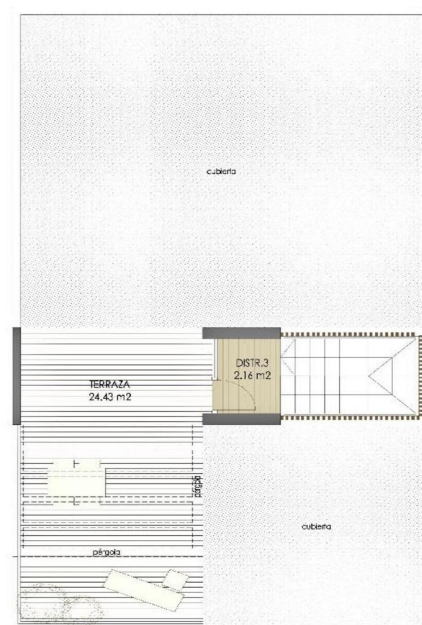 cubierta
DISTR.3
2.16 m2
TERRAZA
24.43 m2
pérgola
cubierta
pérgola